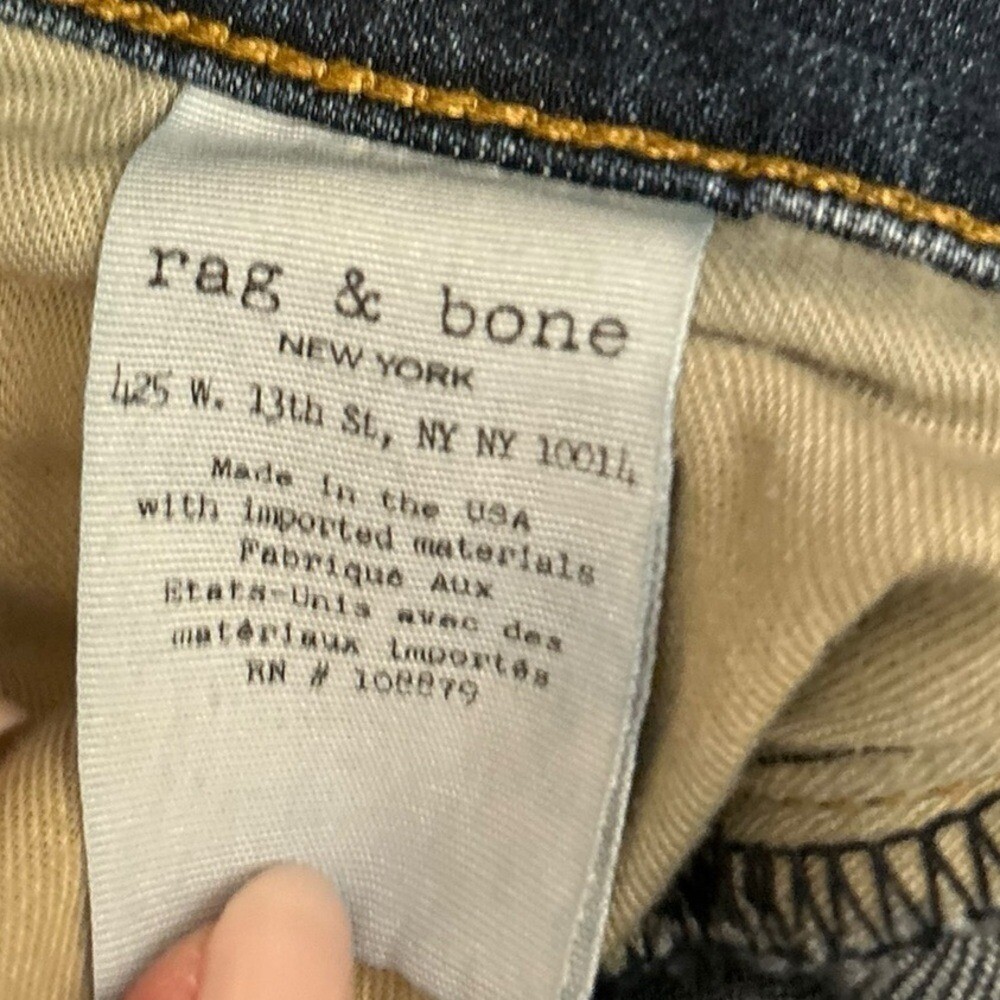 rag & bone
NEW YORK
425 W. 13th St, NY NY 10014
Made in the USA
with imported materials
Fabriqué Aux
Etats-Unis avec des
matériaux importés
RN # 108879